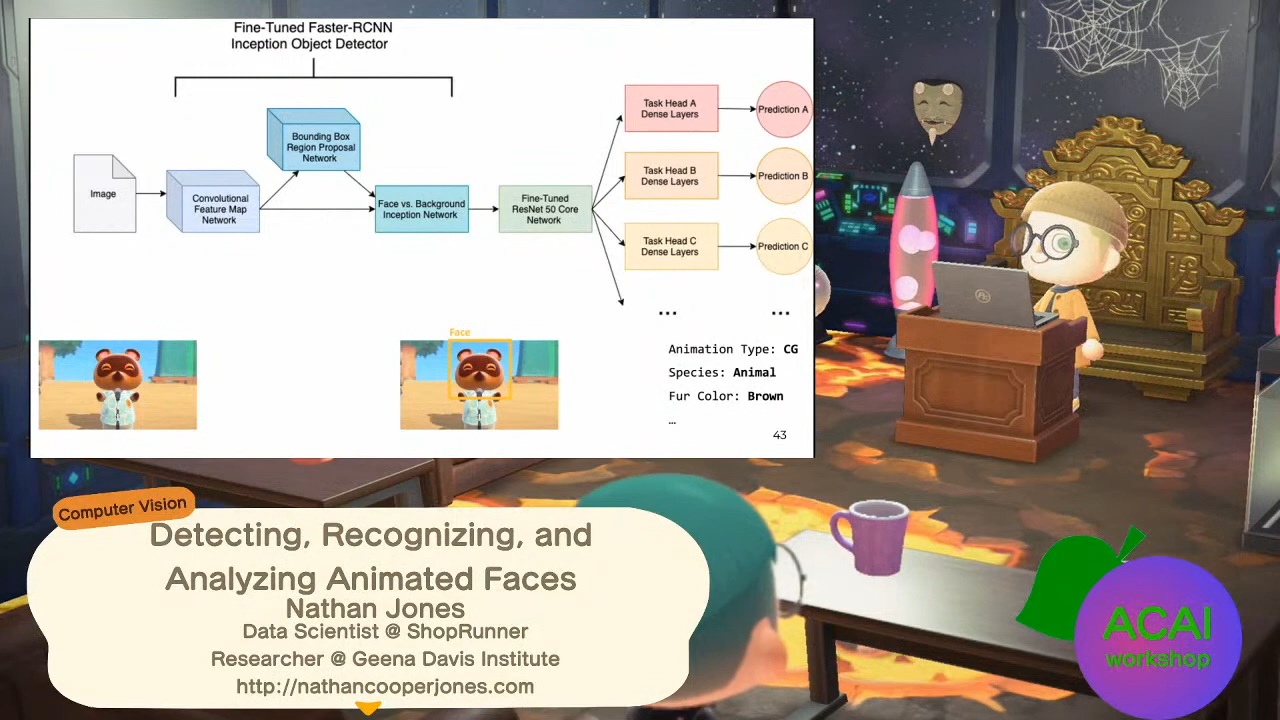 Fine-Tuned Faster-RCNN
Inception Object Detector
Image
Convolutional
Feature Map
Network
Bounding Box
Region Proposal
Network
Face vs. Background
Inception Network
Fine-Tuned
ResNet 50 Core
Network
Task Head A
Dense Layers
Prediction A
Task Head B
Dense Layers
Prediction B
Task Head C
Dense Layers
Prediction C
... ...
Face
Animation Type: CG
Species: Animal
Fur Color: Brown
…
43
Computer Vision
Detecting, Recognizing, and
Analyzing Animated Faces
Nathan Jones
Data Scientist @ ShopRunner
Researcher @ Geena Davis Institute
http://nathancooperjones.com
ACAI
workshop